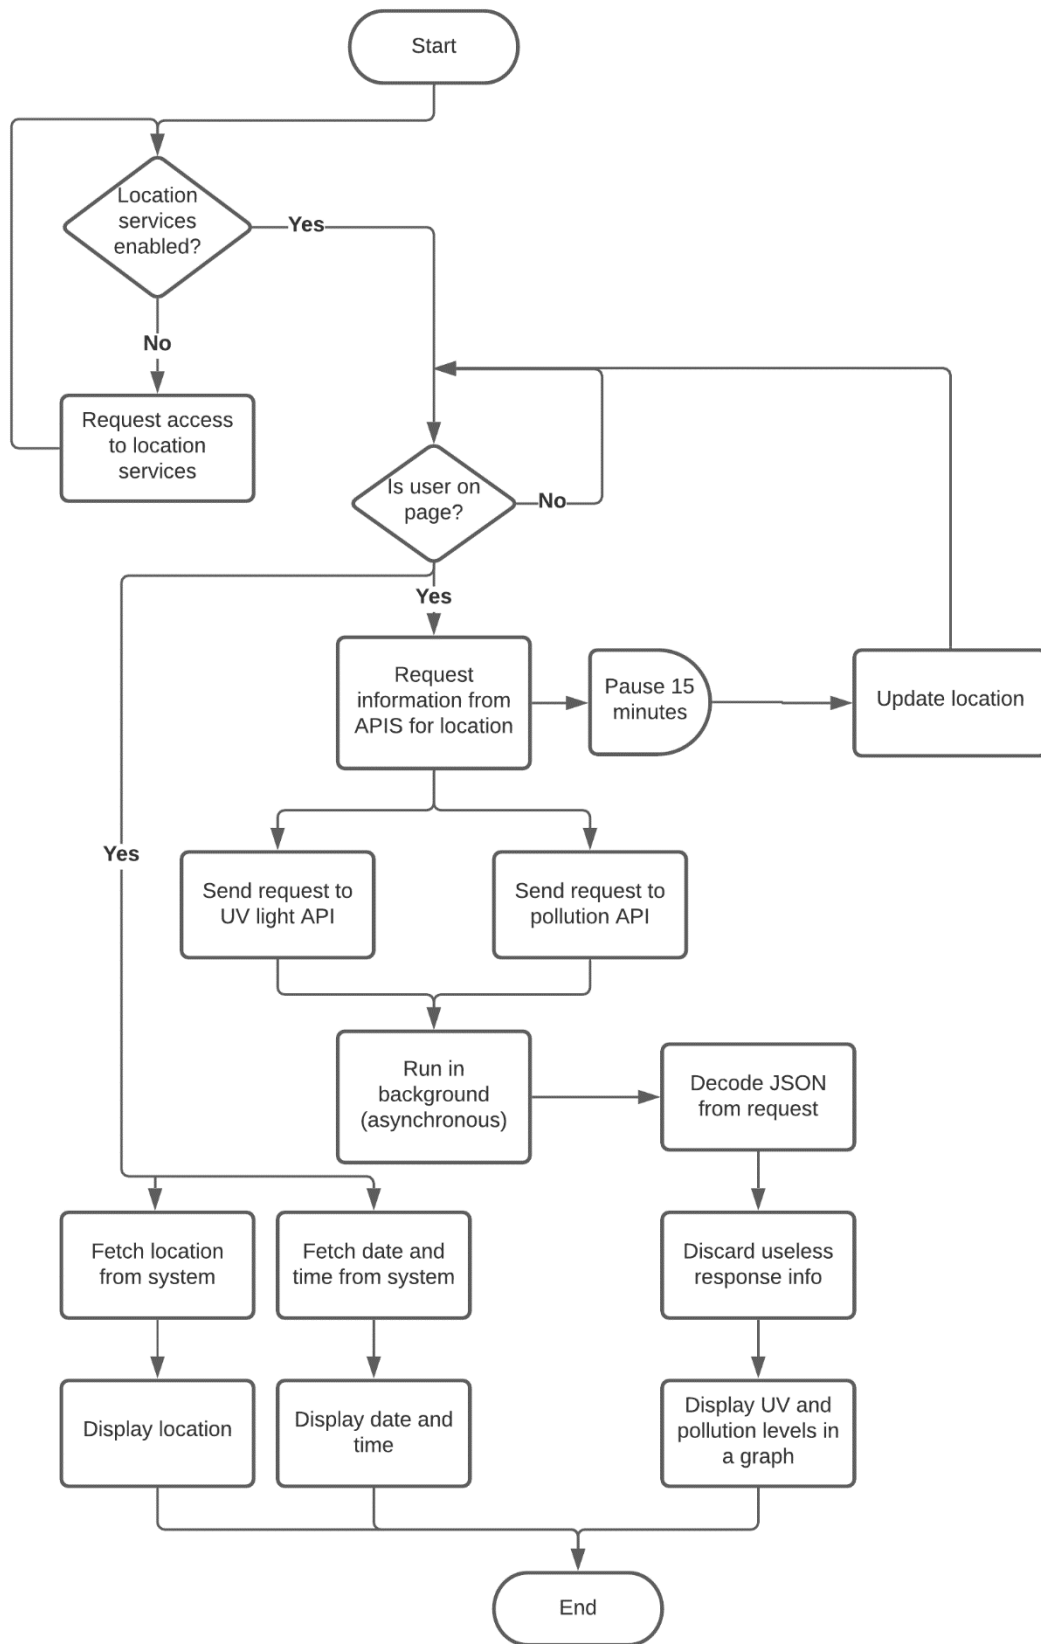 Start
Location
services
enabled?
Yes
No
Request access
to location
services
Is user on
page?
No
Yes
Request
information from
APIS for location
Pause 15
minutes
Update location
Yes
Send request to
UV light API
Send request to
pollution API
Run in
background
(asynchronous)
Decode JSON
from request
Fetch location
from system
Fetch date and
time from system
Discard useless
response info
Display location
Display date and
time
Display UV and
pollution levels in
a graph
End